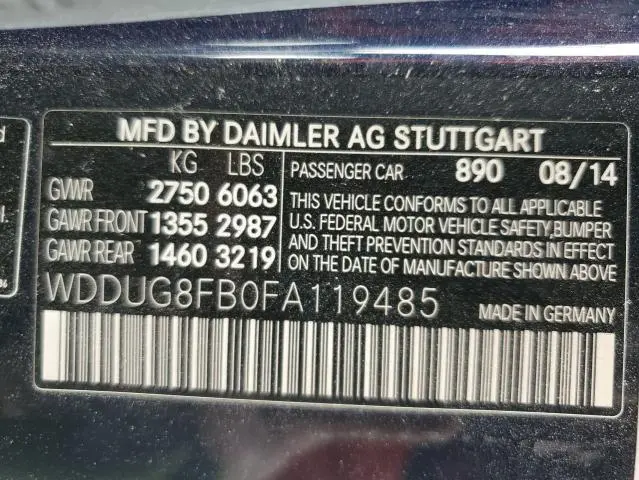 MFD BY DAIMLER AG STUTTGART
KG LBS
GVWR 2750 6063
GAWR FRONT 1355 2987
GAWR REAR 1460 3219
PASSENGER CAR 890 08/14
THIS VEHICLE CONFORMS TO ALL APPLICABLE
U.S. FEDERAL MOTOR VEHICLE SAFETY,BUMPER
AND THEFT PREVENTION STANDARDS IN EFFECT
ON THE DATE OF MANUFACTURE SHOWN ABOVE
WDDUG8FB0FA119485
MADE IN GERMANY